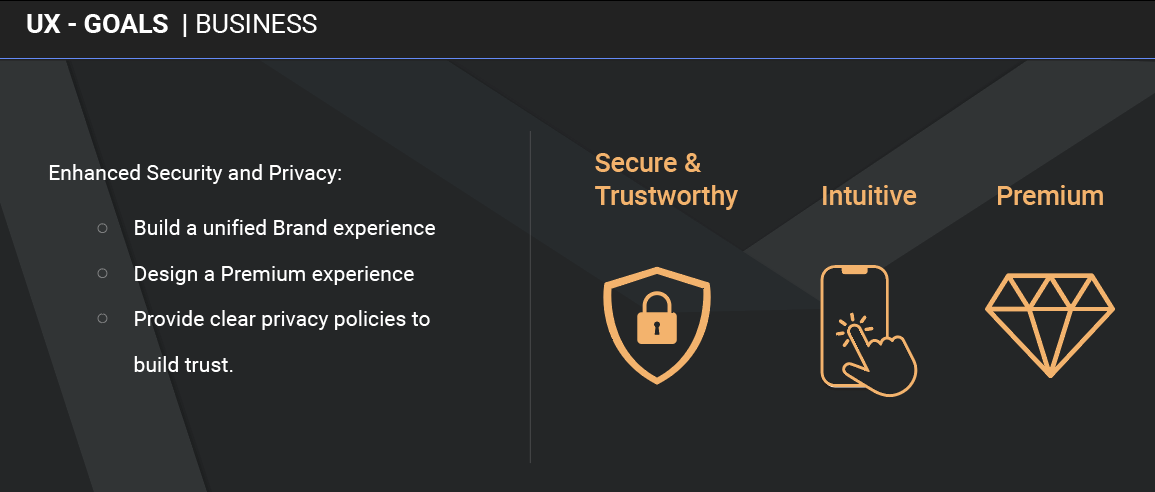 UX - GOALS | BUSINESS
Enhanced Security and Privacy:
Build a unified Brand experience
Design a Premium experience
Provide clear privacy policies to
build trust.
Secure &
Trustworthy
Intuitive
Premium